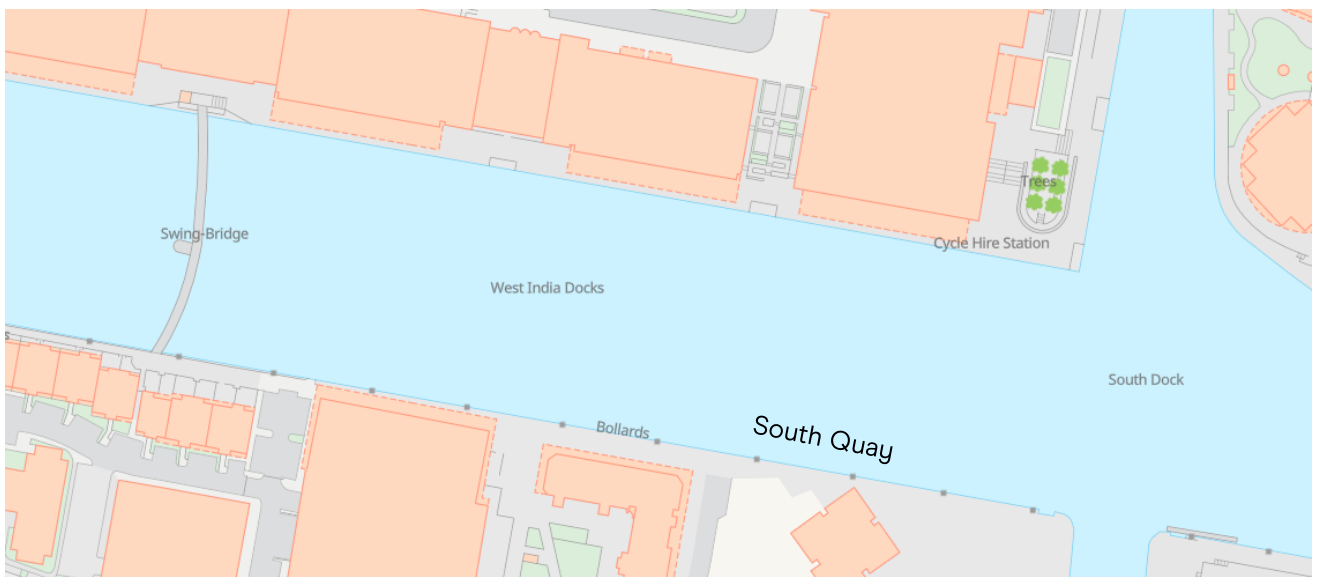 Trees
Swing-Bridge
Cycle Hire Station
West India Docks
s
South Dock
Bollards
South Quay